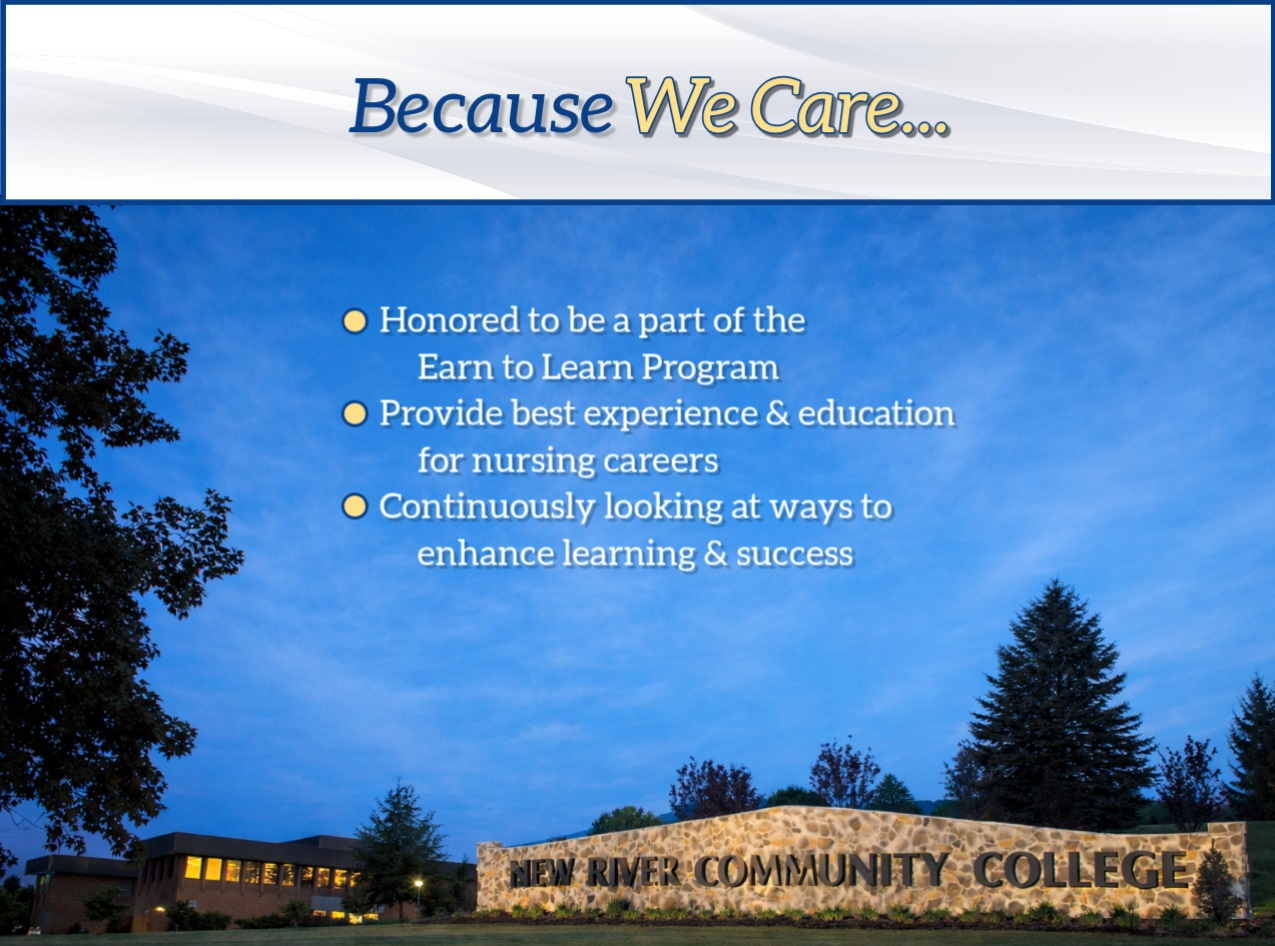 Because We Care...
Honored to be a part of the
Earn to Learn Program
Provide best experience & education
for nursing careers
Continuously looking at ways to
enhance learning & success
NEW RIVER COMMUNITY COLLEGE